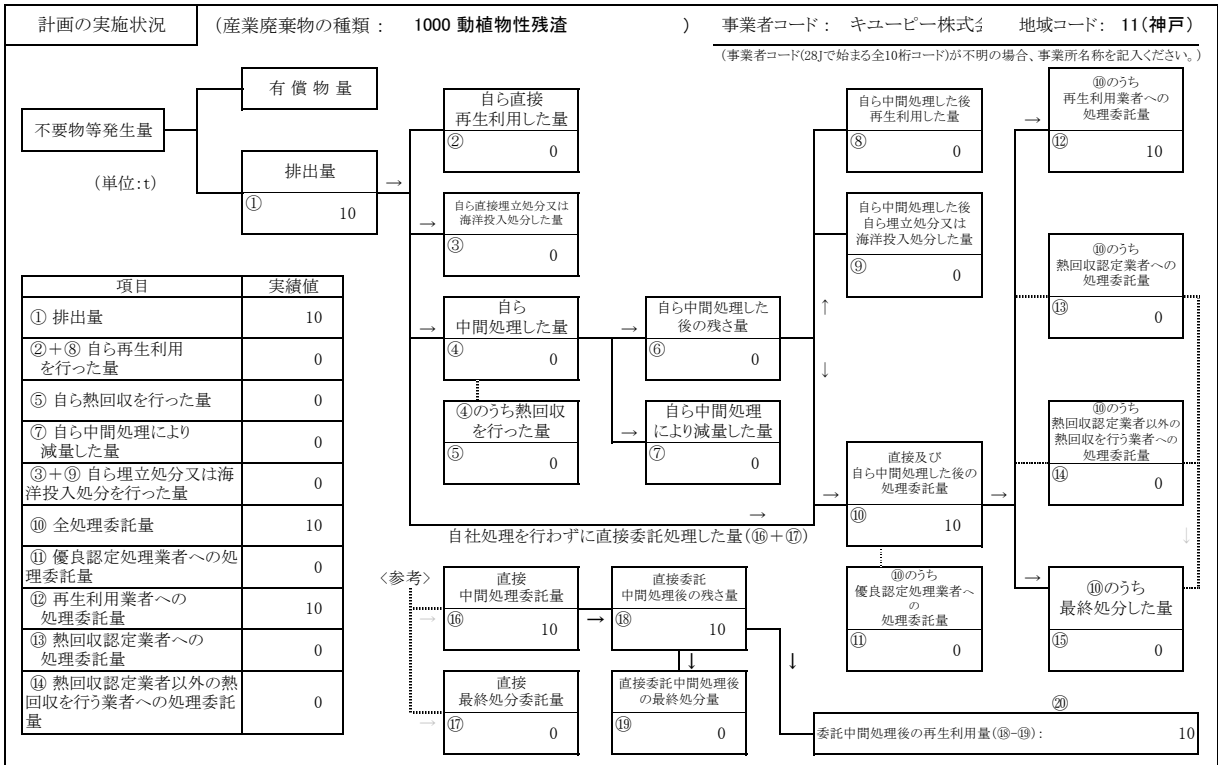 計画の実施状況 (産業廃棄物の種類： 1000 動植物性残渣 ) 事業者コード： キユーピー株式 地域コード： 11(神戸)
(事業者コード(28Jで始まる全10桁コード)が不明の場合、事業所名称を記入ください。)
不要物等発生量
(単位:t)
有償物量
排出量
① 10
→
自ら直接
再生利用した量
② 0
→
自ら直接埋立処分又は
海洋投入処分した量
③ 0
→
自ら
中間処理した量
④ 0
④のうち熱回収
を行った量
⑤ 0
→
自ら中間処理した
後の残さ量
⑥ 0
→
自ら中間処理
により減量した量
⑦ 0
自ら中間処理した後
再生利用した量
⑧ 0
自ら中間処理した後
自ら埋立処分又は
海洋投入処分した量
⑨ 0
↑
↓
→
直接及び
自ら中間処理した後の
処理委託量
⑩ 10
→
⑩のうち
優良認定処理業者へ
の
処理委託量
⑪ 0
→
⑩のうち
再生利用業者への
処理委託量
⑫ 10
⑩のうち
熱回収認定業者への
処理委託量
⑬ 0
⑩のうち
熱回収認定業者以外の
熱回収を行う業者への
処理委託量
⑭ 0
↓
→
⑩のうち
最終処分した量
⑮ 0
→
自社処理を行わずに直接委託処理した量(⑯＋⑰)
項目 実績値
① 排出量 10
②＋⑧ 自ら再生利用
を行った量 0
⑤ 自ら熱回収を行った量 0
⑦ 自ら中間処理により
減量した量 0
③＋⑨ 自ら埋立処分又は海
洋投入処分を行った量 0
⑩ 全処理委託量 10
⑪ 優良認定処理業者への処
理委託量 0
⑫ 再生利用業者への
処理委託量 10
⑬ 熱回収認定業者への
処理委託量 0
⑭ 熱回収認定業者以外の熱
回収を行う業者への処理委託
量 0
〈参考〉
→
直接
中間処理委託量
⑯ 10
→
直接委託
中間処理後の残さ量
⑱ 10
↓
↓
→
直接
最終処分委託量
⑰ 0
直接委託中間処理後
の最終処分量
⑲ 0
⑳
委託中間処理後の再生利用量(⑱-⑲)： 10